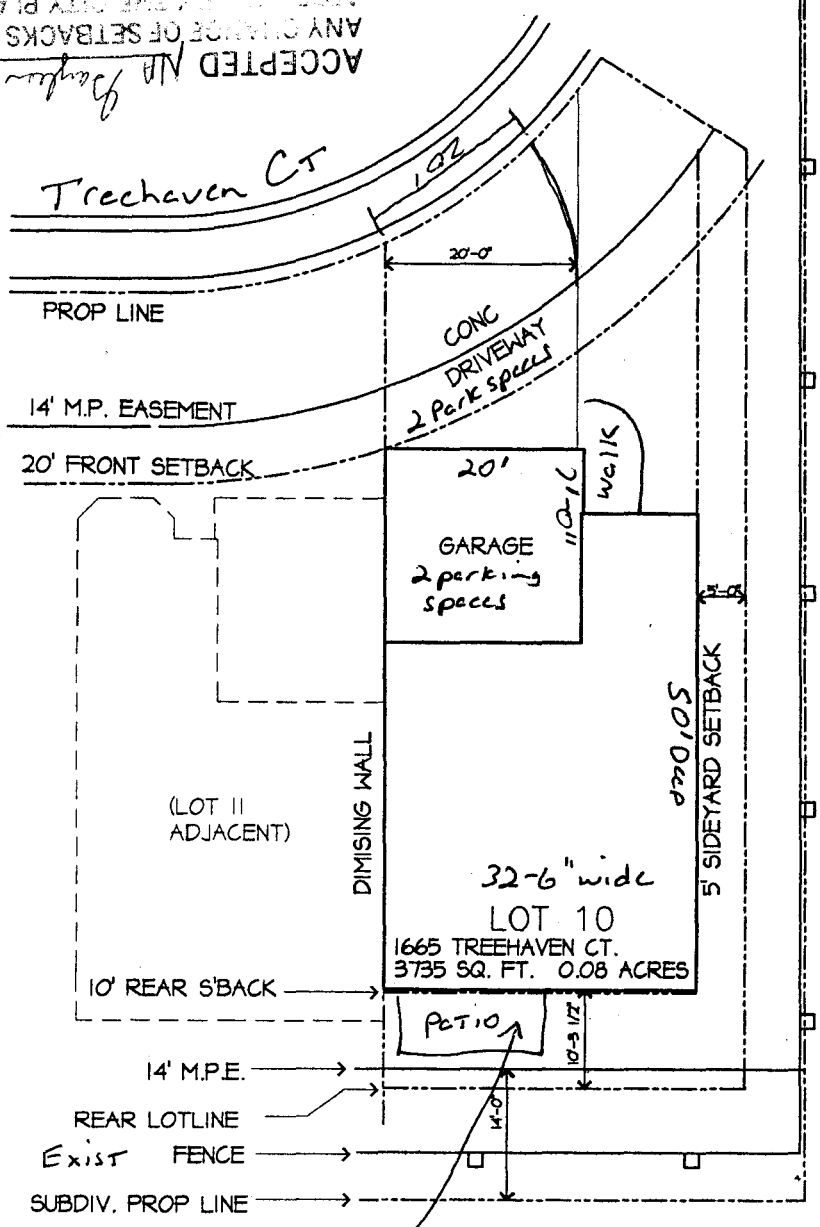 ANY CHANGE OF SETBACKS
ACCEPTED
Treehaven CT
20'-0"
PROP LINE
CONC
DRIVEWAY
2 Park spaces
14' M.P. EASEMENT
20' FRONT SETBACK
20'
Walk
GARAGE
2 parking
spaces
5'-0"
5' SIDEYARD SETBACK
50' Deep
DIMISING WALL
(LOT 11
ADJACENT)
32-6" wide
LOT 10
1665 TREEHAVEN CT.
3735 SQ. FT. 0.08 ACRES
10' REAR S'BACK
PATIO
10'-3 1/2"
14' M.P.E.
14'-0"
REAR LOTLINE
Exist FENCE
SUBDIV. PROP LINE